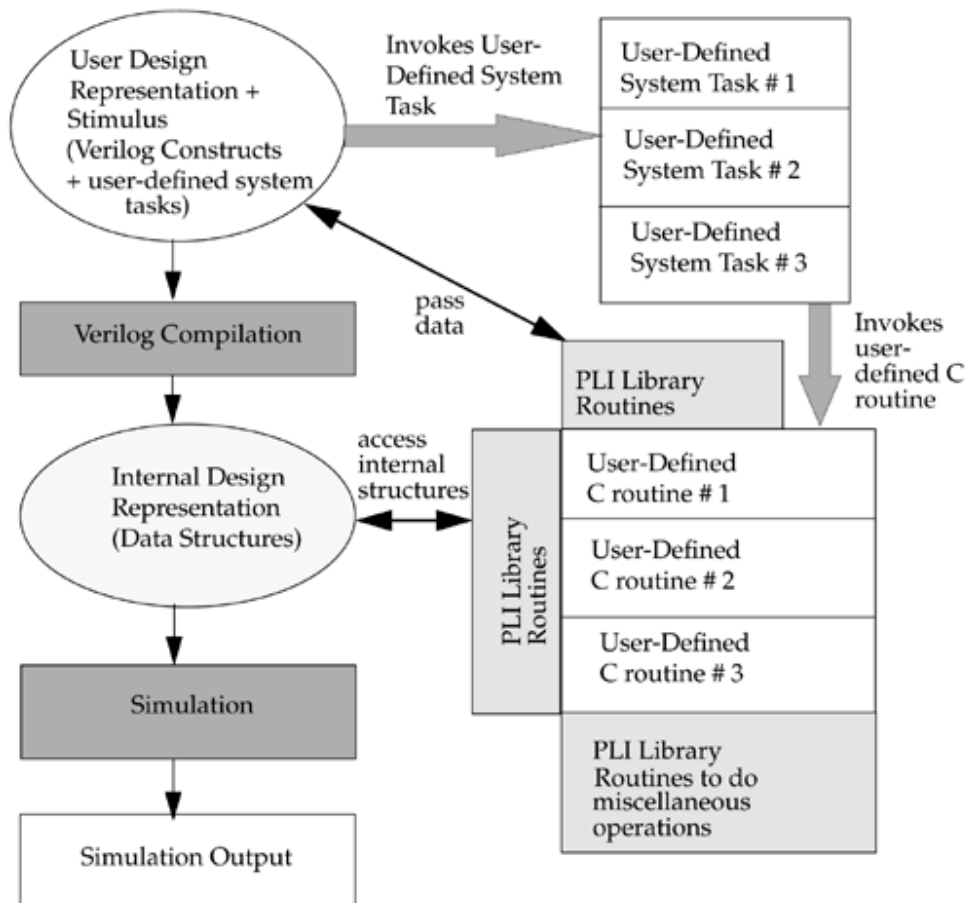 User Design
Representation +
Stimulus
(Verilog Constructs
+ user-defined system
tasks)
Invokes User-
Defined System
Task
User-Defined
System Task # 1
User-Defined
System Task # 2
User-Defined
System Task # 3
pass
data
Invokes
user-
defined C
routine
Verilog Compilation
PLI Library
Routines
Internal Design
Representation
(Data Structures)
access
internal
structures
PLI Library
Routines
User-Defined
C routine # 1
User-Defined
C routine # 2
User-Defined
C routine # 3
Simulation
PLI Library
Routines to do
miscellaneous
operations
Simulation Output